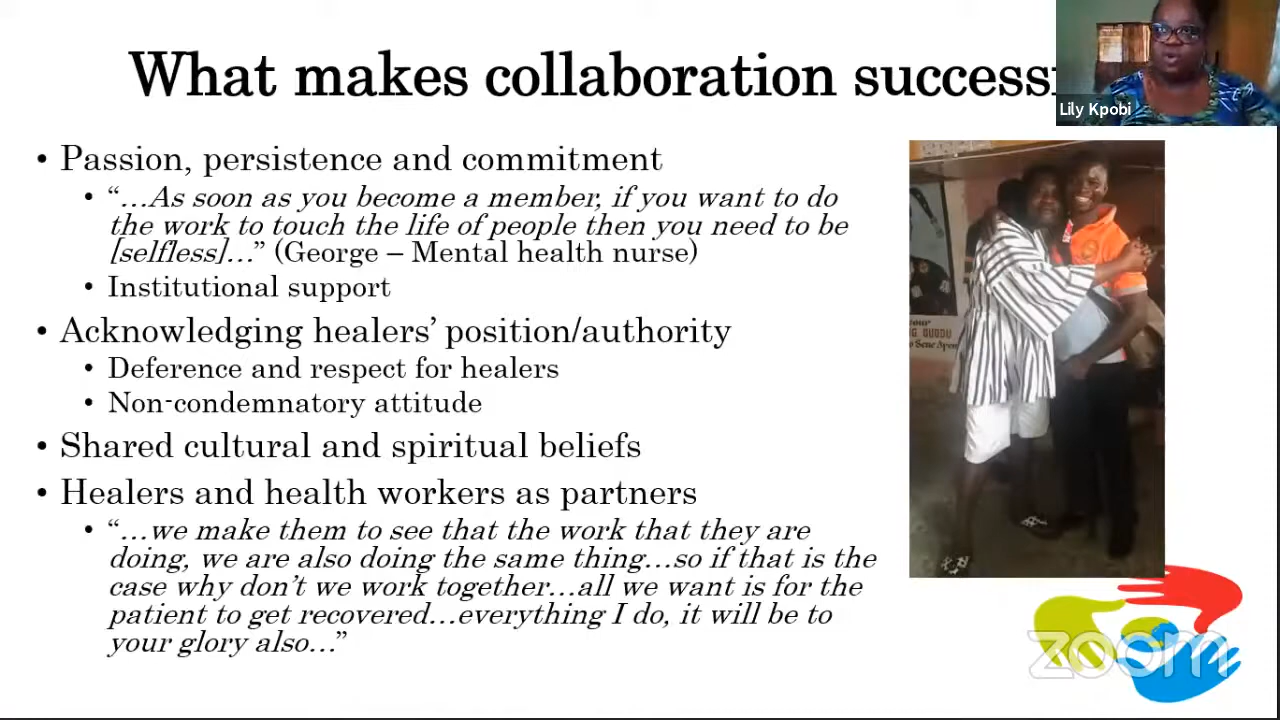 What makes collaboration success
Lily Kpobi
• Passion, persistence and commitment
• “…As soon as you become a member, if you want to do
the work to touch the life of people then you need to be
[selfless]…” (George – Mental health nurse)
• Institutional support
• Acknowledging healers’ position/authority
• Deference and respect for healers
• Non-condemnatory attitude
• Shared cultural and spiritual beliefs
• Healers and health workers as partners
• “…we make them to see that the work that they are
doing, we are also doing the same thing…so if that is the
case why don’t we work together…all we want is for the
patient to get recovered…everything I do, it will be to
your glory also…”
zoom